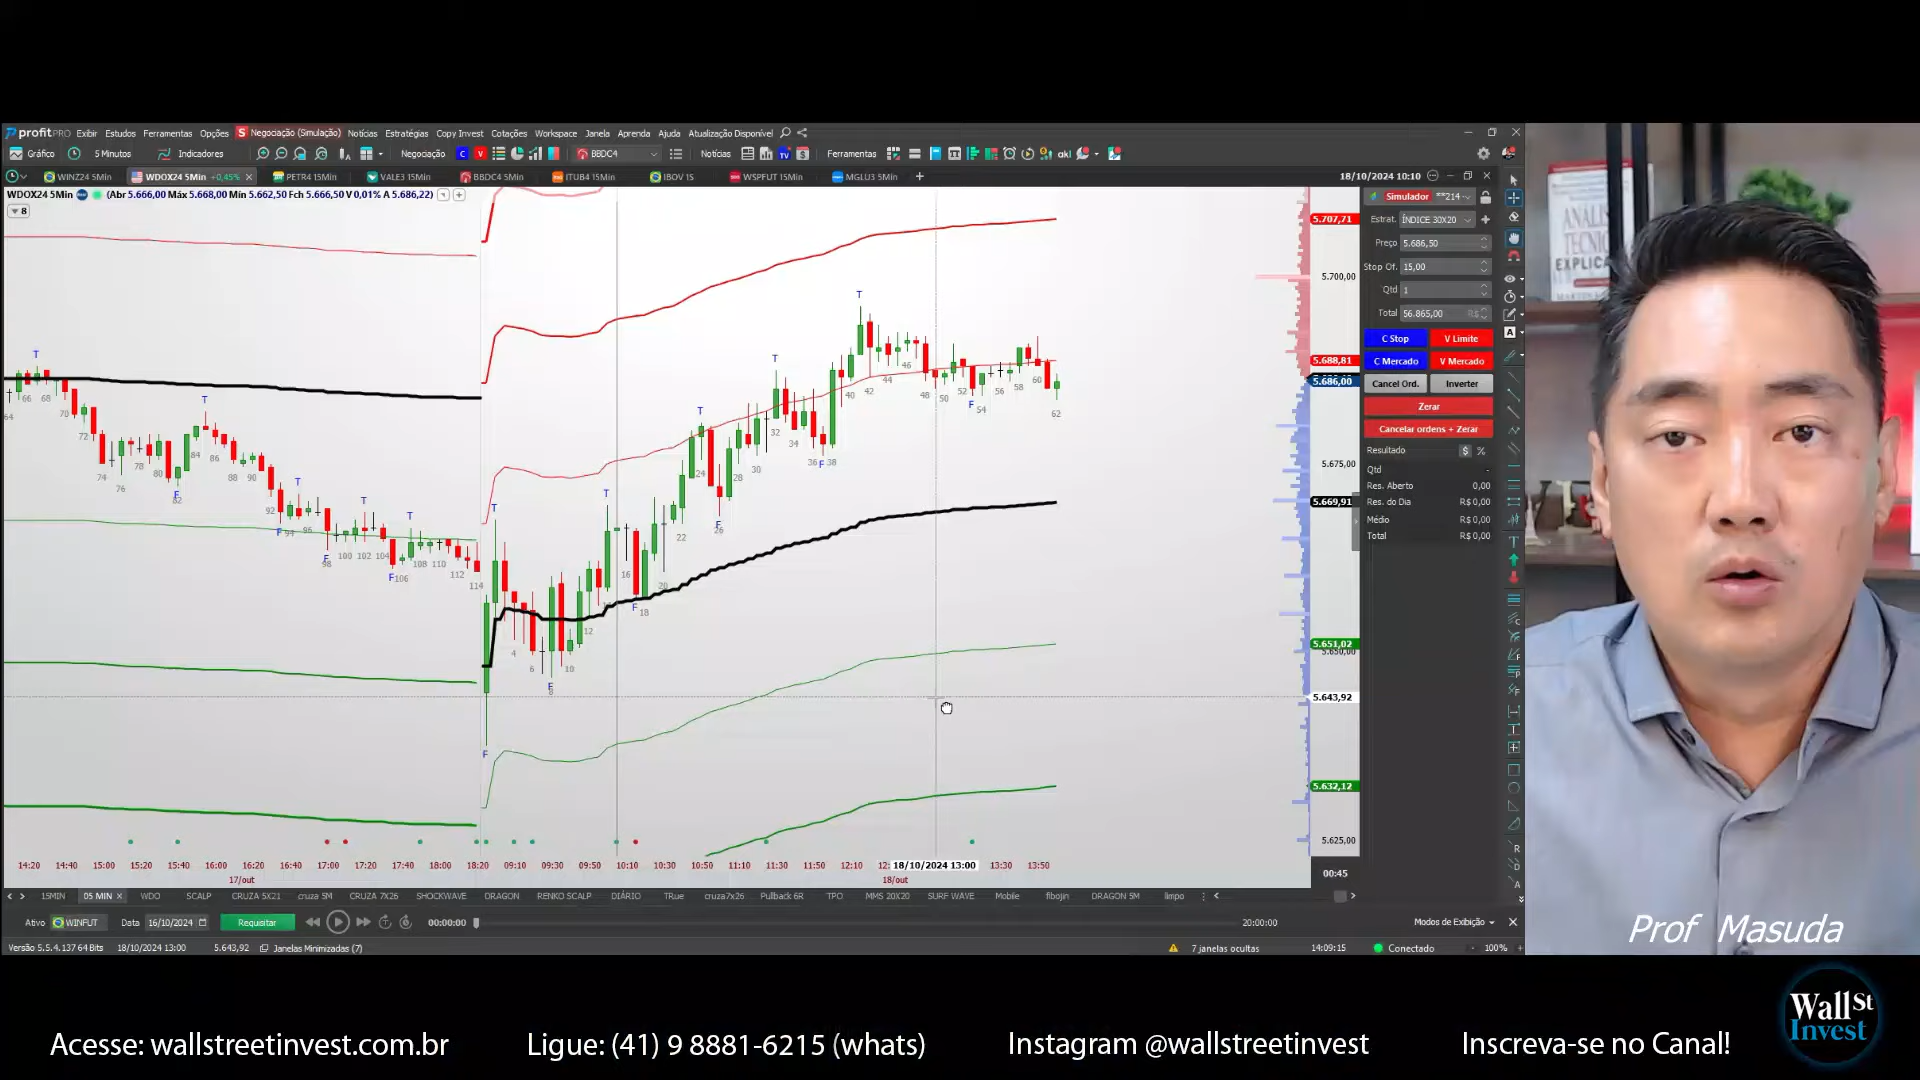 profit PRO Exibir Estudos Ferramentas Opções S Negociação (Simulação) Notícias Estratégias Copy Invest Cotações Workspace Janela Aprenda Ajuda Atualização Disponível
Gráfico 5 Minutos Indicadores Negociação C V BBDC4 Notícias Ferramentas
WINZ24 5Min WDOX24 5Min +0,45% PETR4 15Min VALE3 15Min BBDC4 5Min ITUB4 15Min IBOV 15 WSPFUT 15Min MGLU3 5Min 18/10/2024 10:10
WDOX24 5Min (Abr 5.666,00 Máx 5.668,00 Mín 5.662,50 Fch 5.666,50 V 0,01% A 5.686,22)
8
Simulador **214
Estrat. ÍNDICE 30X20
Preço 5.686,50
Stop Of. 15,00
Qtd 1
Total 56.865,00 R$
C Stop V Limite
C Mercado V Mercado
Cancel Ord. Inverter
Zerar
Cancelar ordens + Zerar
Resultado $ %
Qtd -
Res. Aberto 0,00
Res. do Dia R$ 0,00
Médio R$ 0,00
Total R$ 0,00
5.707,71
5.700,00
5.688,81
5.686,00
5.675,00
5.669,91
5.651,02
5.650,00
5.643,92
5.632,12
5.625,00
00:45
14:20 14:40 15:00 15:20 15:40 16:00 16:20 16:40 17:00 17:20 17:40 18:00 18:20 09:10 09:30 09:50 10:10 10:30 10:50 11:10 11:30 11:50 12:10 18/10/2024 13:00 13:30 13:50
17/out 18/out
15MIN 05 MIN WDO SCALP CRUZA 5X21 cruza 5M CRUZA 7X26 SHOCKWAVE DRAGON RENKO SCALP DIÁRIO TRue cruza7x26 Pullback 6R TPO MMS 20X20 SURF WAVE Mobile fibojin DRAGON 5M limpo
Ativo WINFUT Data 16/10/2024 Requisitar 00:00:00 20:00:00 Modos de Exibição
Versão 5.5.4.137 64 Bits 18/10/2024 13:00 5.643,92 Janelas Minimizadas (7) 7 janelas ocultas 14:09:15 Conectado 100%
ANÁLIS
TÉCNIC
EXPLICA
Prof Masuda
Acesse: wallstreetinvest.com.br Ligue: (41) 9 8881-6215 (whats) Instagram @wallstreetinvest Inscreva-se no Canal!
Wall St
Invest